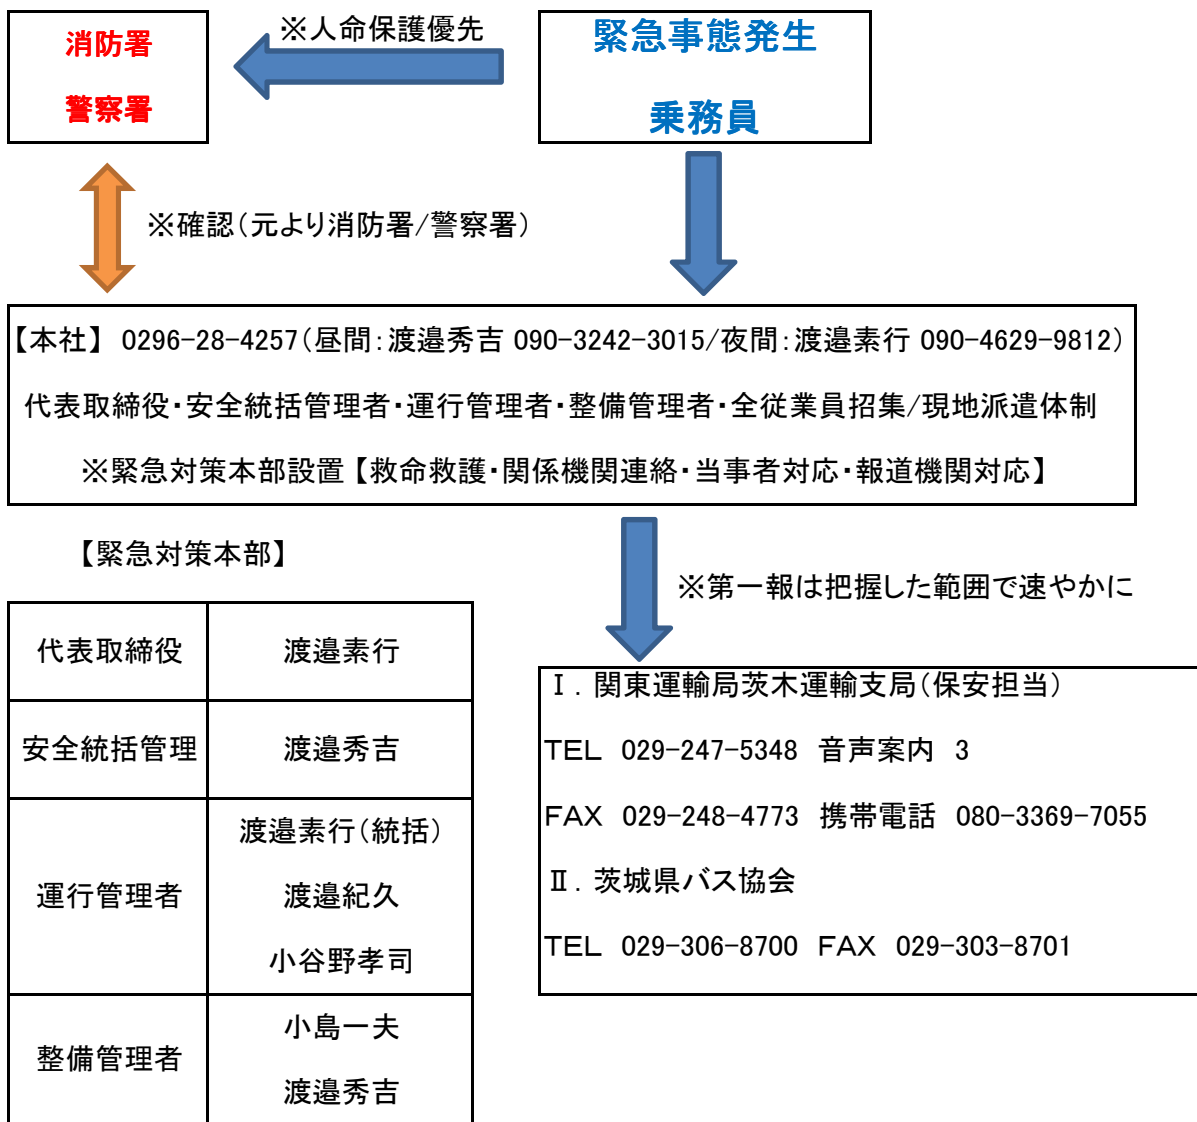 消防署
警察署
※人命保護優先
緊急事態発生
乗務員
※確認（元より消防署/警察署）
【本社】 0296-28-4257（昼間：渡邉秀吉 090-3242-3015/夜間：渡邉素行 090-4629-9812）
代表取締役・安全統括管理者・運行管理者・整備管理者・全従業員招集/現地派遣体制
※緊急対策本部設置【救命救護・関係機関連絡・当事者対応・報道機関対応】
【緊急対策本部】
※第一報は把握した範囲で速やかに
代表取締役 渡邉素行
安全統括管理 渡邉秀吉
運行管理者
渡邉素行（統括）
渡邉紀久
小谷野孝司
整備管理者
小島一夫
渡邉秀吉
Ⅰ．関東運輸局茨木運輸支局（保安担当）
ＴＥＬ 029-247-5348 音声案内 3
ＦＡＸ 029-248-4773 携帯電話 080-3369-7055
Ⅱ．茨城県バス協会
ＴＥＬ 029-306-8700 ＦＡＸ 029-303-8701